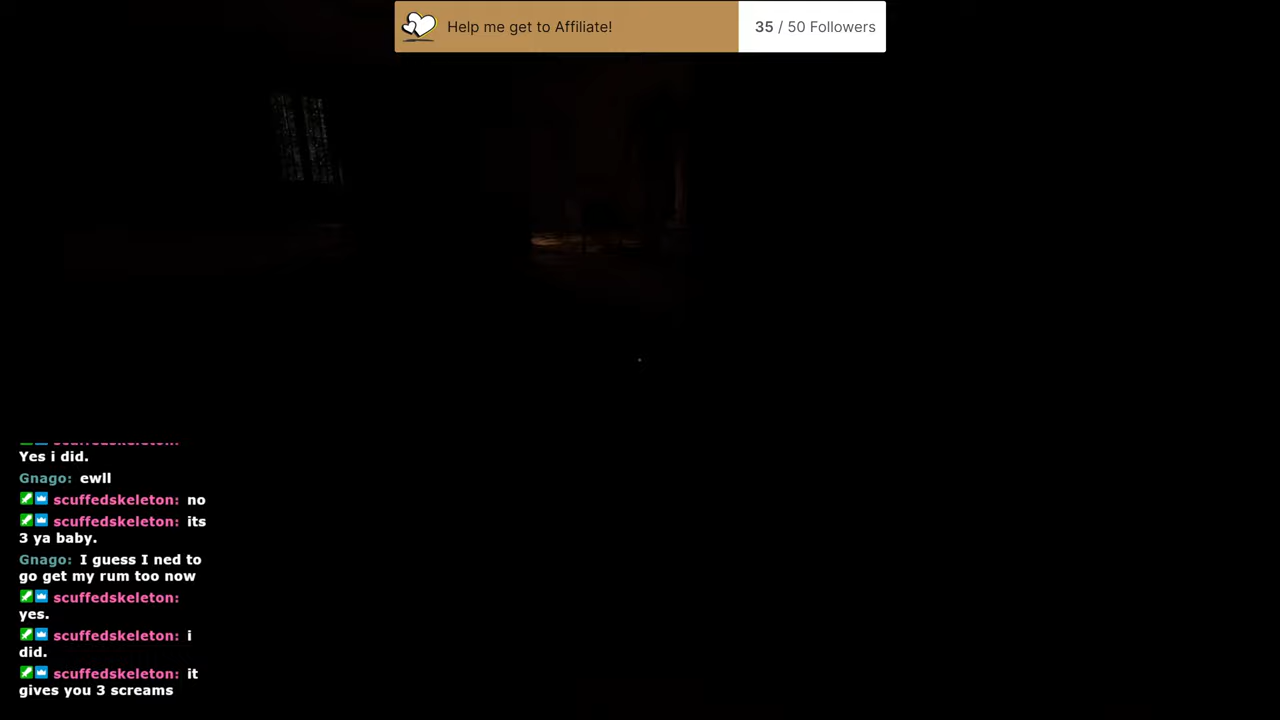 Help me get to Affiliate!
35 / 50 Followers
Yes i did.
Gnago: ewll
scuffedskeleton: no
scuffedskeleton: its
3 ya baby.
Gnago: I guess I ned to
go get my rum too now
scuffedskeleton:
yes.
scuffedskeleton: i
did.
scuffedskeleton: it
gives you 3 screams